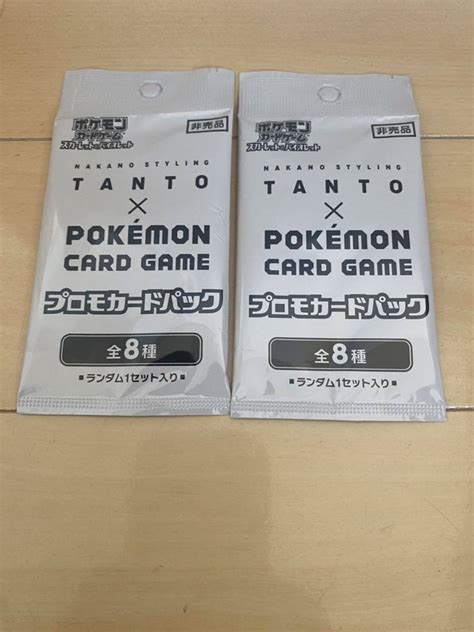 ポケモン
カードゲーム
スカーレット&バイオレット
非売品
NAKANO STYLING
TANTO
×
POKÉMON
CARD GAME
プロモカードパック
全8種
■ランダム1セット入り■
ポケモン
カードゲーム
スカーレット&バイオレット
非売品
NAKANO STYLING
TANTO
×
POKÉMON
CARD GAME
プロモカードパック
全8種
■ランダム1セット入り■